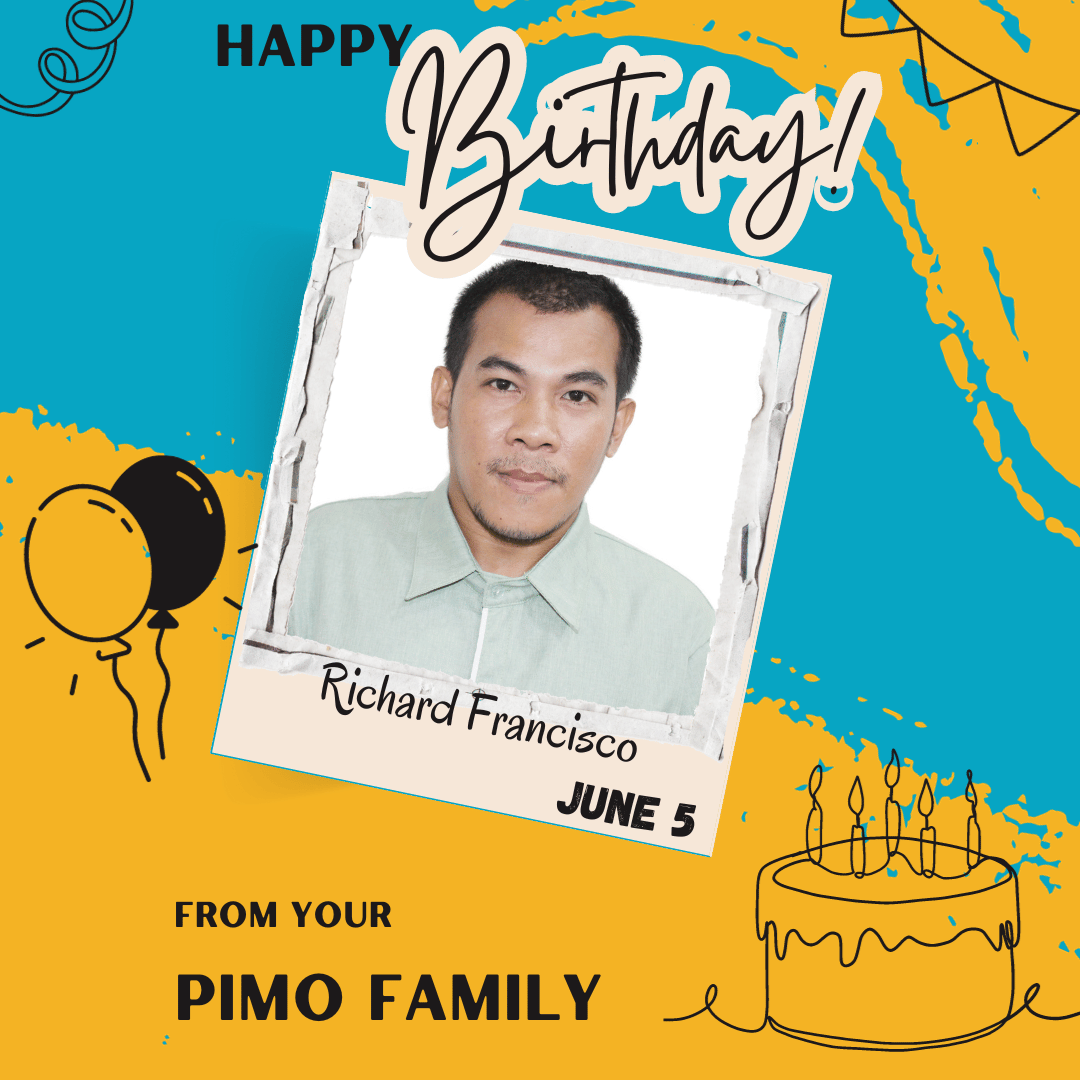 HAPPY
Birthday!
Richard Francisco
JUNE 5
FROM YOUR
PIMO FAMILY